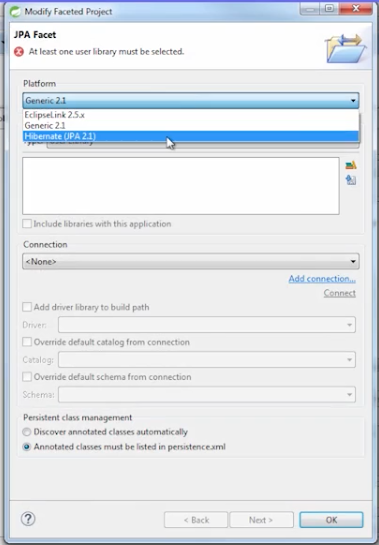 Modify Faceted Project
JPA Facet
At least one user library must be selected.
Platform
Generic 2.1
EclipseLink 2.5.x
Generic 2.1
Hibernate (JPA 2.1)
Type: User Library
Include libraries with this application
Connection
<None>
Add connection...
Connect
Add driver library to build path
Driver:
Override default catalog from connection
Catalog:
Override default schema from connection
Schema:
Persistent class management
Discover annotated classes automatically
Annotated classes must be listed in persistence.xml
?
< Back
Next >
OK